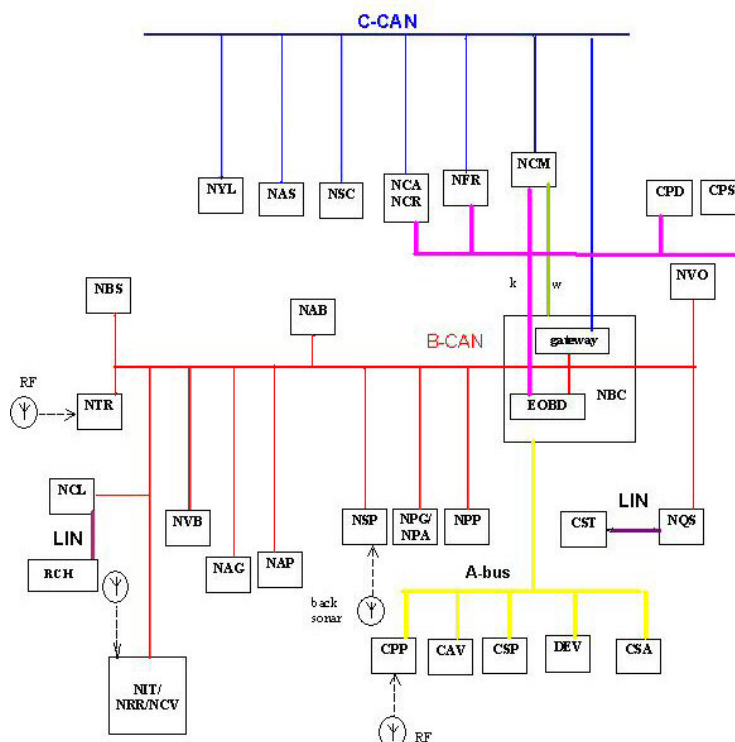 C-CAN
NYL
NAS
NSC
NCA
NCR
NFR
NCM
CPD
CPS
k
w
NBS
NAB
NVO
B-CAN
gateway
NBC
EOBD
RF
NTR
NCL
LIN
RCH
NVB
NAG
NAP
NSP
NPG/
NPA
NPP
CST
LIN
NQS
A-bus
back
sonar
CPP
CAV
CSP
DEV
CSA
NIT/
NRR/NCV
RF